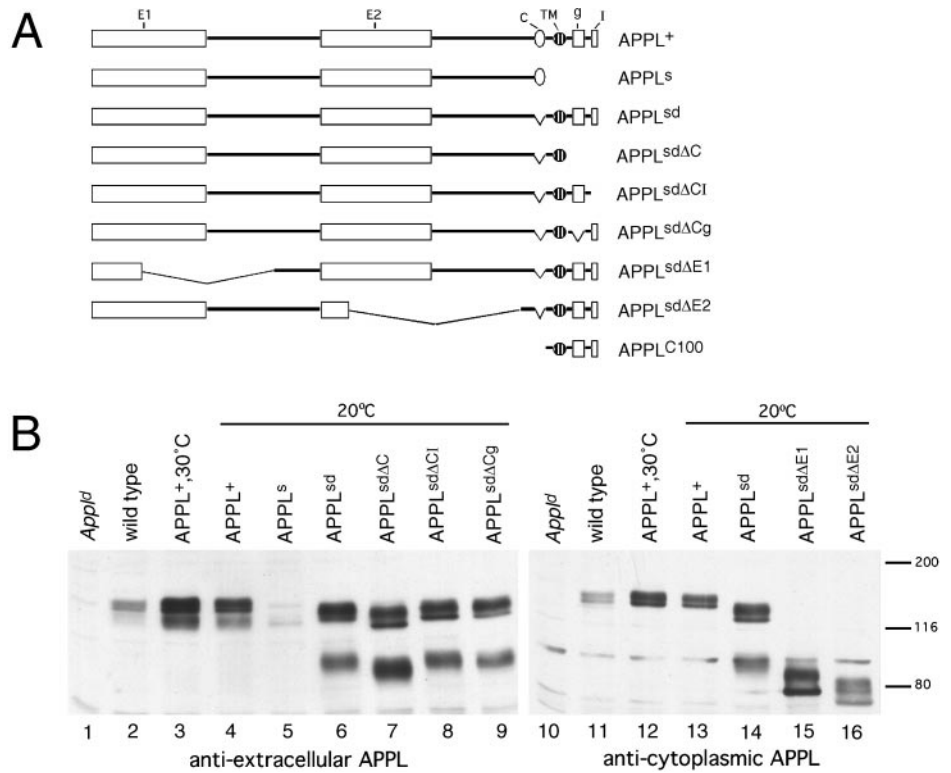 A
E1
E2
C
TM
g
I
APPL+
APPLs
APPLsd
APPLsdΔC
APPLsdΔCI
APPLsdΔCg
APPLsdΔE1
APPLsdΔE2
APPLC100
B
20ºC
20ºC
Appld
wild type
APPL+,30˚C
APPL+
APPLs
APPLsd
APPLsdΔC
APPLsdΔCI
APPLsdΔCg
Appld
wild type
APPL+,30˚C
APPL+
APPLsd
APPLsdΔE1
APPLsdΔE2
200
116
80
1 2 3 4 5 6 7 8 9 10 11 12 13 14 15 16
anti-extracellular APPL
anti-cytoplasmic APPL